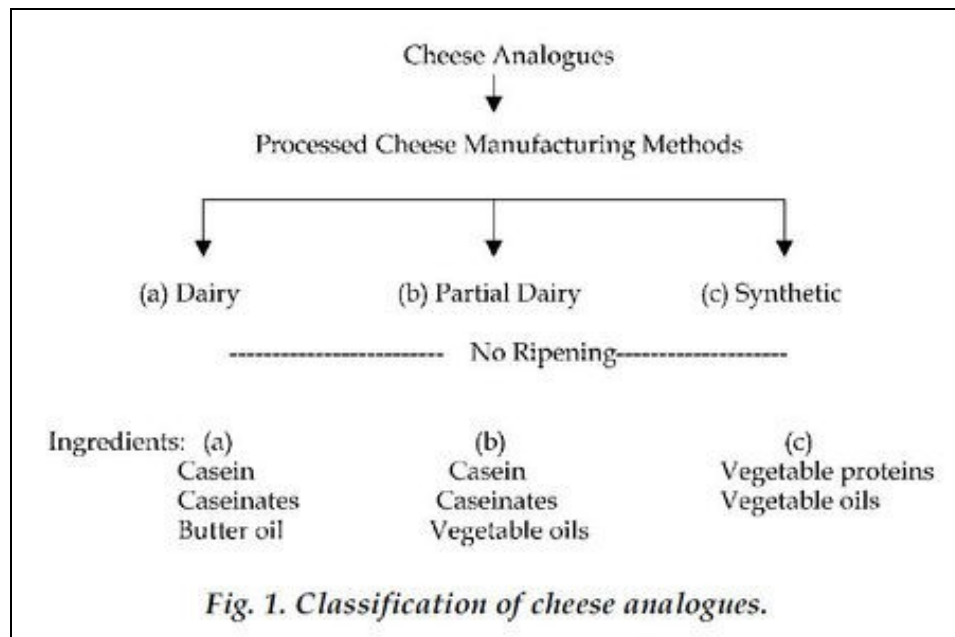 Cheese Analogues
Processed Cheese Manufacturing Methods
(a) Dairy (b) Partial Dairy (c) Synthetic
------------------------- No Ripening--------------------
Ingredients: (a) (b) (c)
Casein Casein Vegetable proteins
Caseinates Caseinates Vegetable oils
Butter oil Vegetable oils
Fig. 1. Classification of cheese analogues.